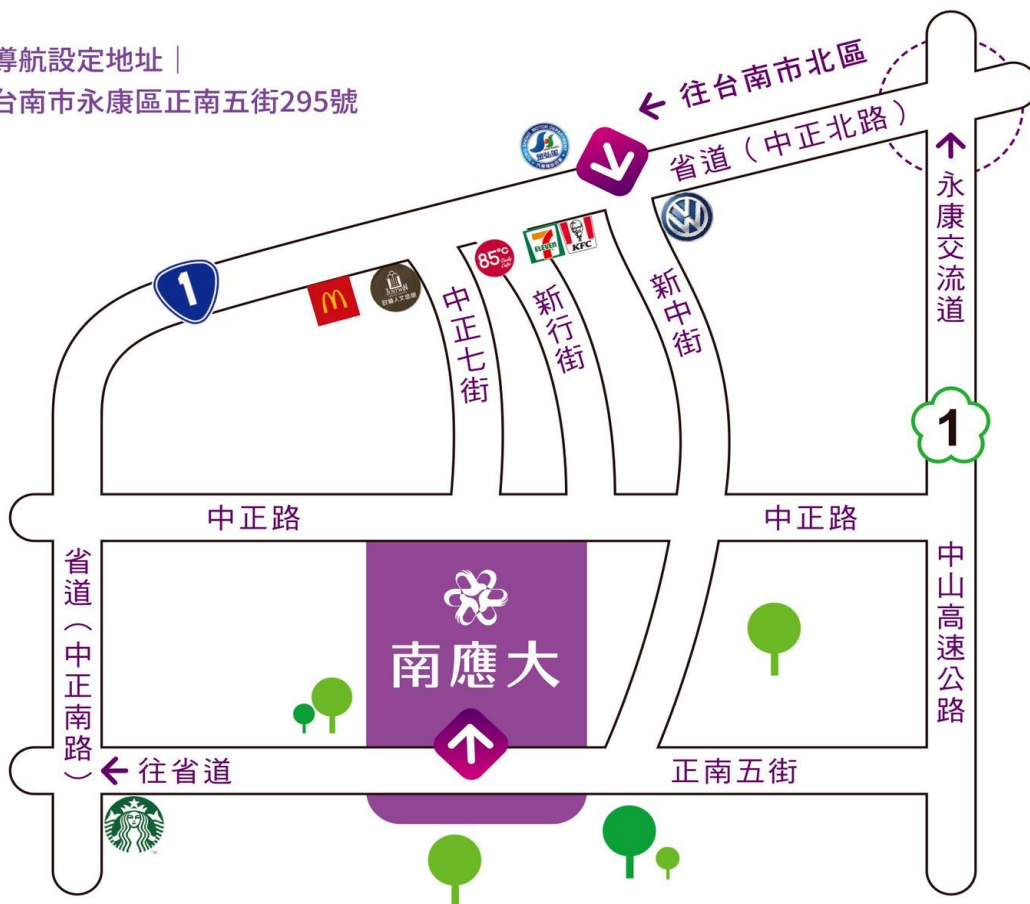 導航設定地址｜
台南市永康區正南五街295號
往台南市北區
省道（中正北路）
永康交流道
1
85°C
7
ELEVEN
KFC
中正七街
新行街
新中街
1
中正路
中正路
省道（中正南路）
中山高速公路
南應大
往省道
正南五街